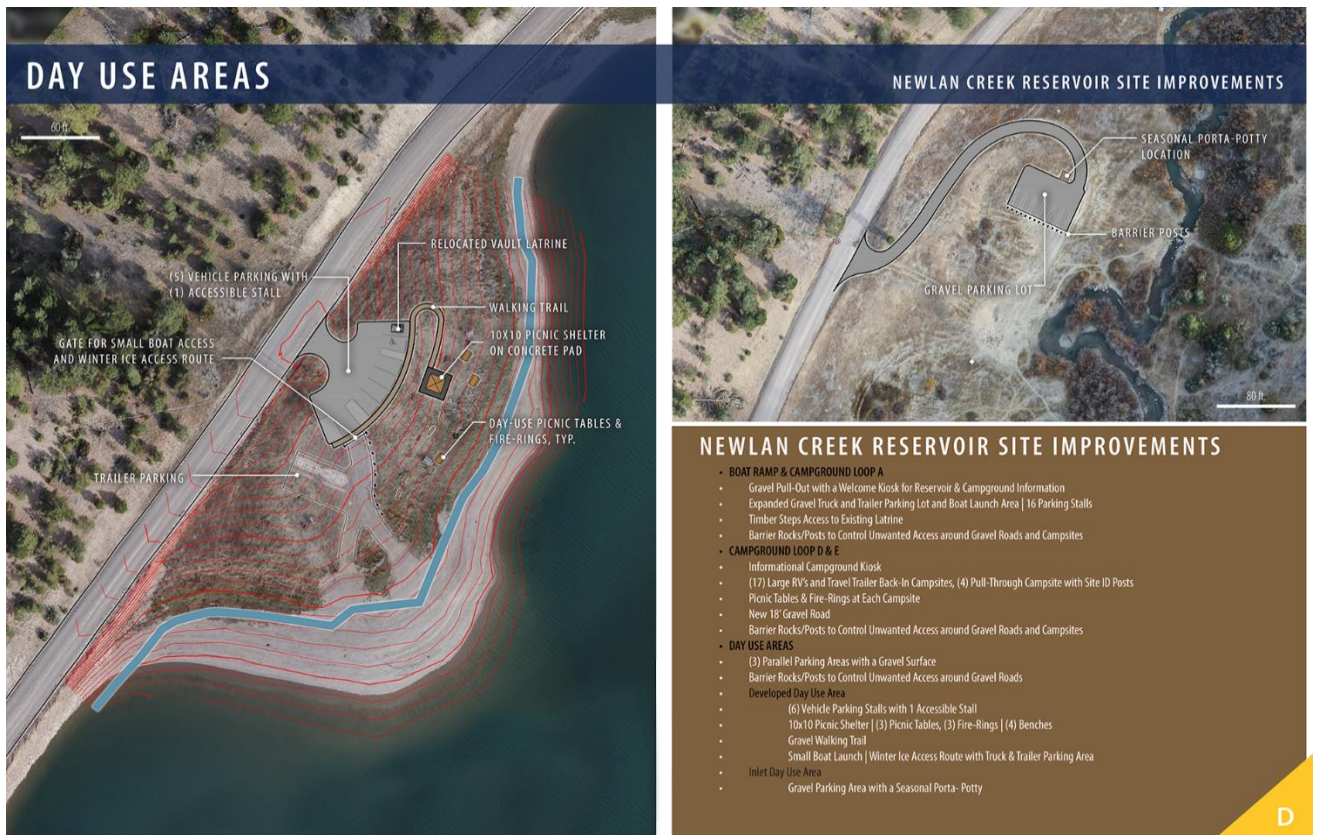 DAY USE AREAS
60 ft.
RELOCATED VAULT LATRINE
(5) VEHICLE PARKING WITH
(1) ACCESSIBLE STALL
WALKING TRAIL
10X10 PICNIC SHELTER
ON CONCRETE PAD
GATE FOR SMALL BOAT ACCESS
AND WINTER ICE ACCESS ROUTE
DAY-USE PICNIC TABLES &
FIRE-RINGS, TYP.
TRAILER PARKING
NEWLAN CREEK RESERVOIR SITE IMPROVEMENTS
SEASONAL PORTA-POTTY
LOCATION
BARRIER POSTS
GRAVEL PARKING LOT
80 ft.
NEWLAN CREEK RESERVOIR SITE IMPROVEMENTS
• BOAT RAMP & CAMPGROUND LOOP A
• Gravel Pull-Out with a Welcome Kiosk for Reservoir & Campground Information
• Expanded Gravel Truck and Trailer Parking Lot and Boat Launch Area | 16 Parking Stalls
• Timber Steps Access to Existing Latrine
• Barrier Rocks/Posts to Control Unwanted Access around Gravel Roads and Campsites
• CAMPGROUND LOOP D & E
• Informational Campground Kiosk
• (17) Large RV's and Travel Trailer Back-In Campsites, (4) Pull-Through Campsite with Site ID Posts
• Picnic Tables & Fire-Rings at Each Campsite
• New 18' Gravel Road
• Barrier Rocks/Posts to Control Unwanted Access around Gravel Roads and Campsites
• DAY USE AREAS
• (3) Parallel Parking Areas with a Gravel Surface
• Barrier Rocks/Posts to Control Unwanted Access around Gravel Roads
• Developed Day Use Area
• (6) Vehicle Parking Stalls with 1 Accessible Stall
• 10x10 Picnic Shelter | (3) Picnic Tables, (3) Fire-Rings | (4) Benches
• Gravel Walking Trail
• Small Boat Launch | Winter Ice Access Route with Truck & Trailer Parking Area
• Inlet Day Use Area
• Gravel Parking Area with a Seasonal Porta- Potty
D